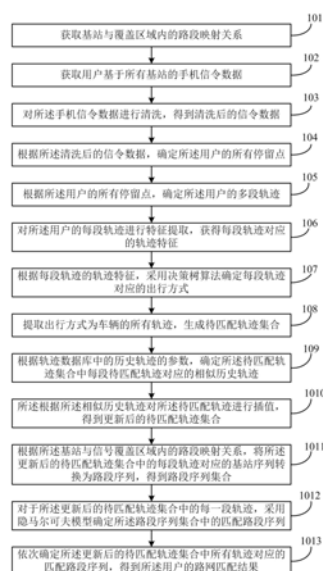 101
获取基站与覆盖区域内的路段映射关系
102
获取用户基于所有基站的手机信令数据
103
对所述手机信令数据进行清洗，得到清洗后的信令数据
104
根据所述清洗后的信令数据，确定所述用户的所有停留点
105
根据所述用户的所有停留点，确定所述用户的多段轨迹
106
对所述用户的每段轨迹进行特征提取，获得每段轨迹对应
的轨迹特征
107
根据每段轨迹的轨迹特征，采用决策树算法确定每段轨迹
对应的出行方式
108
提取出行方式为车辆的所有轨迹，生成待匹配轨迹集合
109
根据轨迹数据库中的历史轨迹的参数，确定所述待匹配轨
迹集合中每段待匹配轨迹对应的相似历史轨迹
1010
所述根据所述相似历史轨迹对所述待匹配轨迹进行插值，
得到更新后的待匹配轨迹集合
1011
根据所述基站与信号覆盖区域内的路段映射关系，将所述
更新后的待匹配轨迹集合中的每段轨迹对应的基站序列转
换为路段序列，得到路段序列集合
1012
对于所述更新后的待匹配轨迹集合中的每一段轨迹，采用
隐马尔可夫模型确定所述路段序列集合中的匹配路段序列
1013
依次确定所述更新后的待匹配轨迹集合中所有轨迹对应的
匹配路段序列，得到所述用户的路网匹配结果